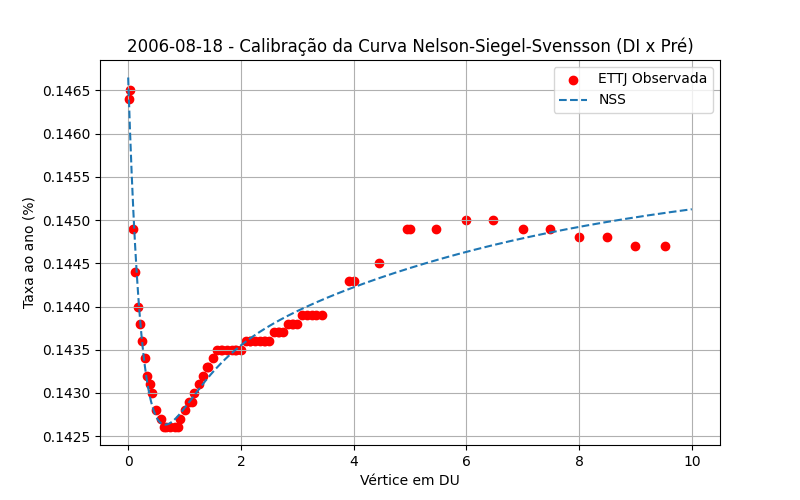 2006-08-18 - Calibração da Curva Nelson-Siegel-Svensson (DI x Pré)
ETTJ Observada
NSS
Taxa ao ano (%)
0.1465
0.1460
0.1455
0.1450
0.1445
0.1440
0.1435
0.1430
0.1425
0 2 4 6 8 10
Vértice em DU